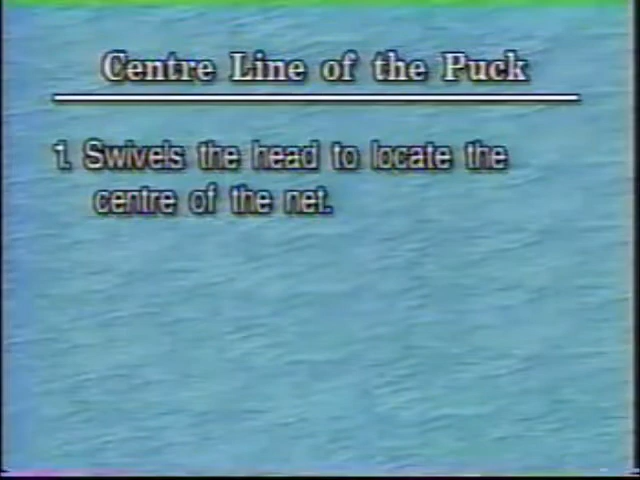 Centre Line of the Puck
1. Swivels the head to locate the
centre of the net.